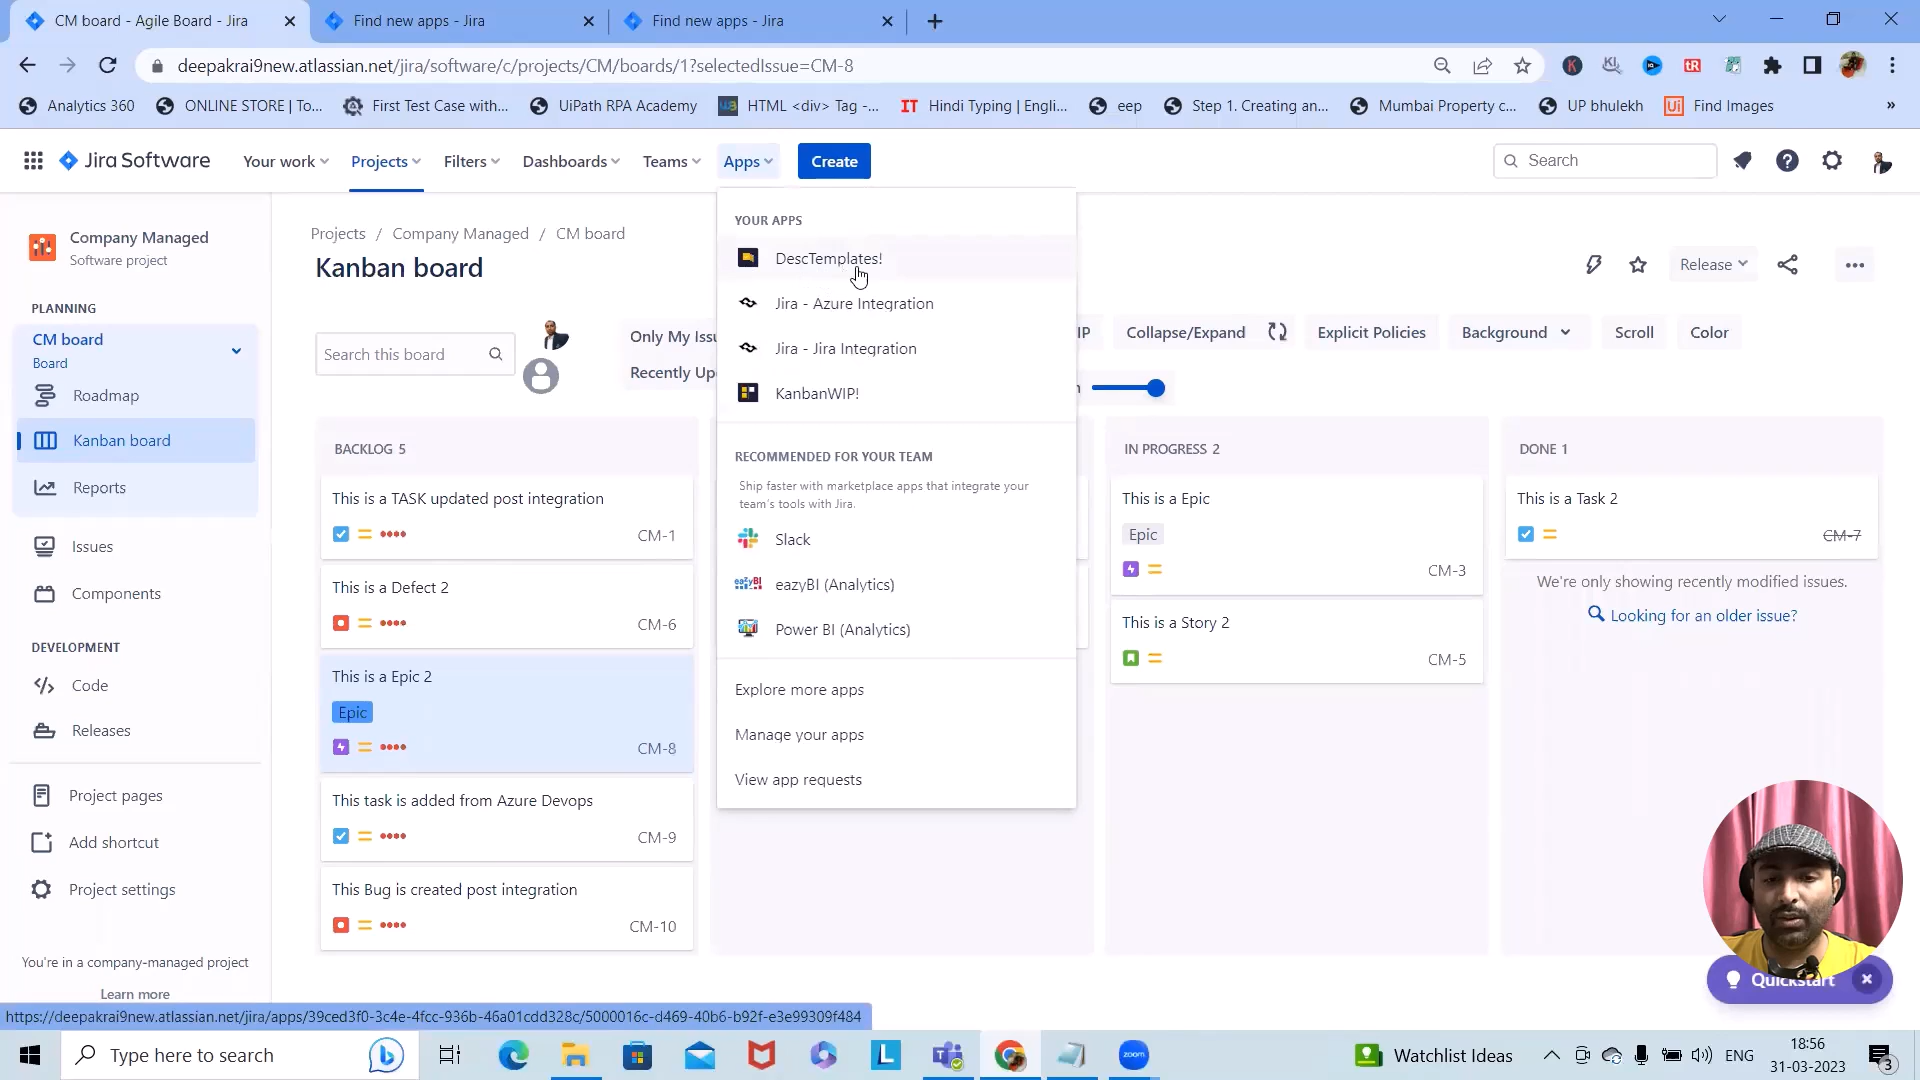 CM board - Agile Board - Jira
Find new apps - Jira
Find new apps - Jira
deepakrai9new.atlassian.net/jira/software/c/projects/CM/boards/1?selectedIssue=CM-8
Analytics 360
ONLINE STORE | To...
First Test Case with...
UiPath RPA Academy
HTML <div> Tag -...
Hindi Typing | Engli...
eep
Step 1. Creating an...
Mumbai Property c...
UP bhulekh
Find Images
»
Jira Software
Your work
Projects
Filters
Dashboards
Teams
Apps
Create
Search
Company Managed
Software project
PLANNING
CM board
Board
Roadmap
Kanban board
Reports
Issues
Components
DEVELOPMENT
Code
Releases
Project pages
Add shortcut
Project settings
You're in a company-managed project
Learn more
Projects / Company Managed / CM board
Kanban board
Release
Search this board
Only My Issu
Recently Up
IP
Collapse/Expand
Explicit Policies
Background
Scroll
Color
YOUR APPS
DescTemplates!
Jira - Azure Integration
Jira - Jira Integration
KanbanWIP!
RECOMMENDED FOR YOUR TEAM
Ship faster with marketplace apps that integrate your
team's tools with Jira.
Slack
eazyBI
eazyBI (Analytics)
Power BI (Analytics)
Explore more apps
Manage your apps
View app requests
BACKLOG 5
This is a TASK updated post integration
CM-1
This is a Defect 2
CM-6
This is a Epic 2
Epic
CM-8
This task is added from Azure Devops
CM-9
This Bug is created post integration
CM-10
IN PROGRESS 2
This is a Epic
Epic
CM-3
This is a Story 2
CM-5
DONE 1
This is a Task 2
CM-7
We're only showing recently modified issues.
Looking for an older issue?
Quickstart
https://deepakrai9new.atlassian.net/jira/apps/39ced3f0-3c4e-4fcc-936b-46a01cdd328c/5000016c-d469-40b6-b92f-e3e99309f484
Type here to search
zoom
Watchlist Ideas
ENG
18:56
31-03-2023
3